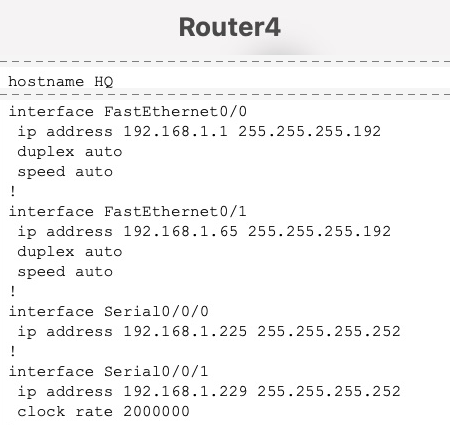 Router4
hostname HQ
interface FastEthernet0/0
 ip address 192.168.1.1 255.255.255.192
 duplex auto
 speed auto
!
interface FastEthernet0/1
 ip address 192.168.1.65 255.255.255.192
 duplex auto
 speed auto
!
interface Serial0/0/0
 ip address 192.168.1.225 255.255.255.252
!
interface Serial0/0/1
 ip address 192.168.1.229 255.255.255.252
 clock rate 2000000